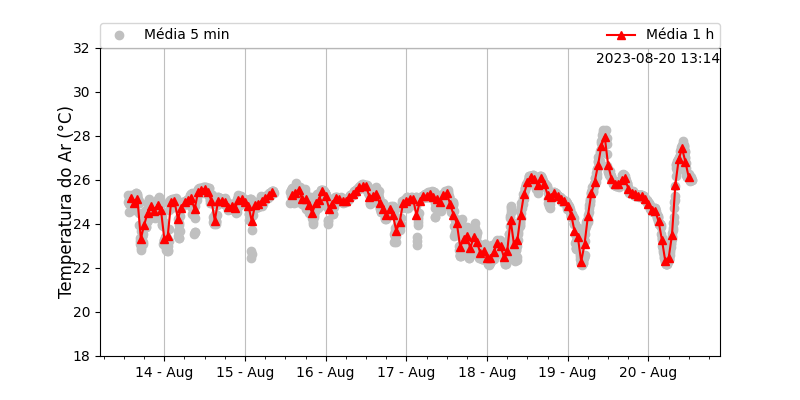 Média 5 min
Média 1 h
2023-08-20 13:14
Temperatura do Ar (°C)
32
30
28
26
24
22
20
18
14 - Aug
15 - Aug
16 - Aug
17 - Aug
18 - Aug
19 - Aug
20 - Aug